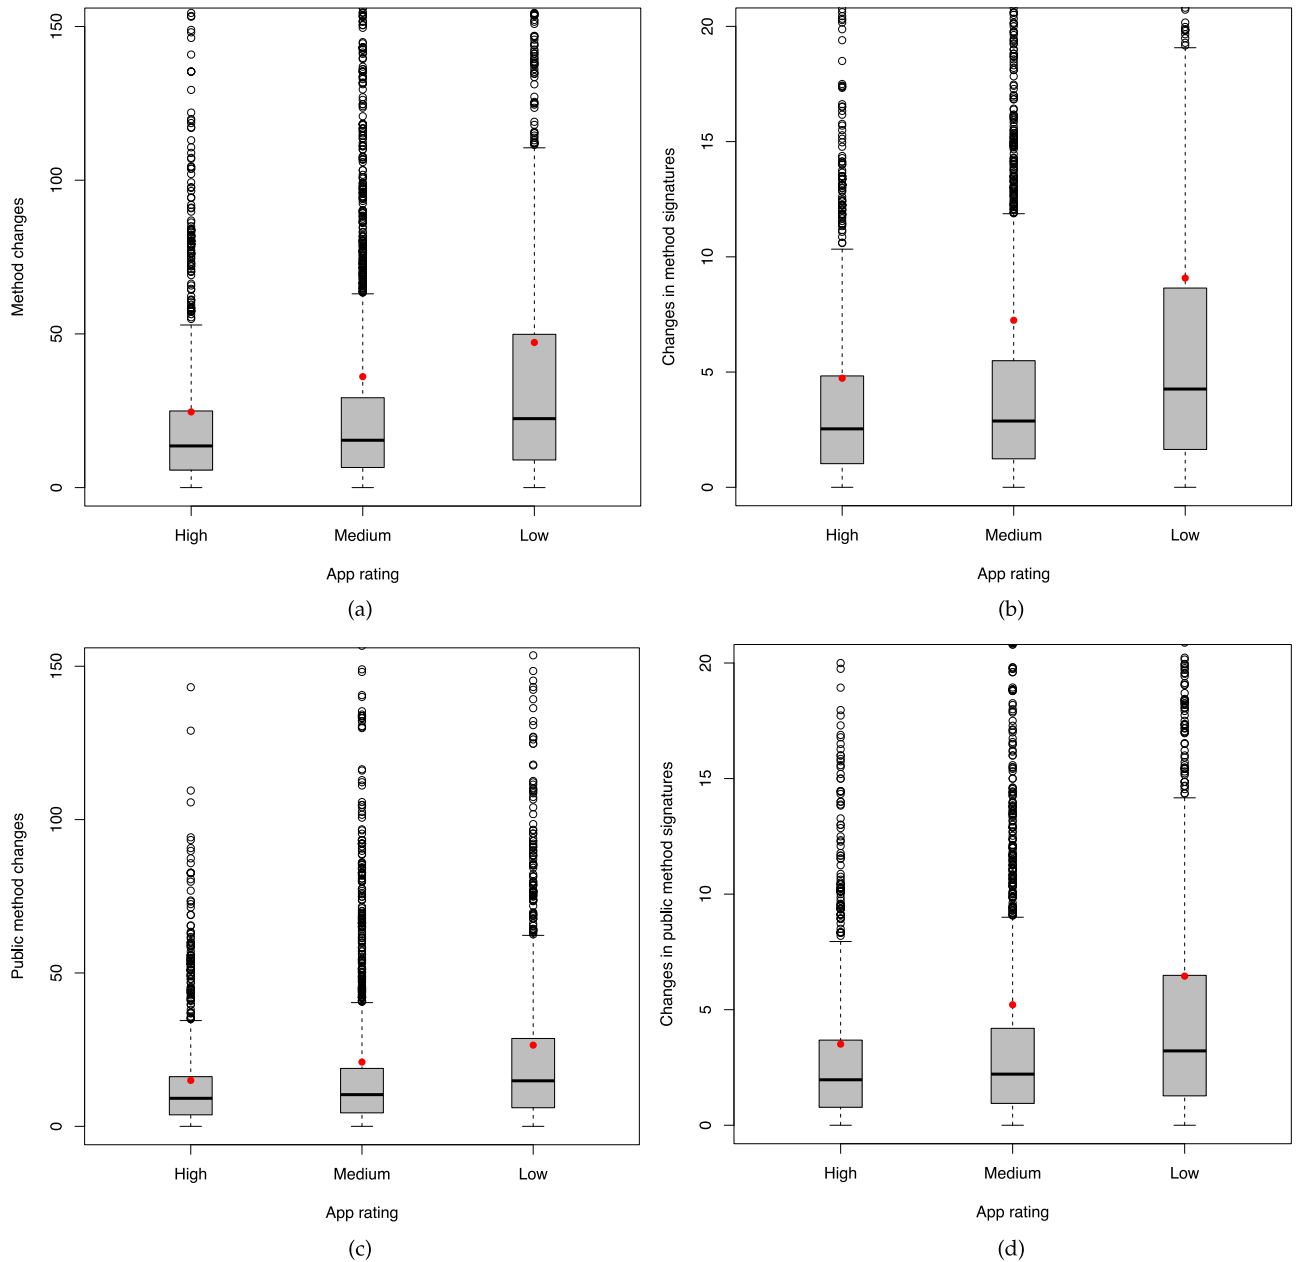 Method changes
150
100
50
0
High Medium Low
App rating
(a)
Changes in method signatures
20
15
10
5
0
High Medium Low
App rating
(b)
Public method changes
150
100
50
0
High Medium Low
App rating
(c)
Changes in public method signatures
20
15
10
5
0
High Medium Low
App rating
(d)